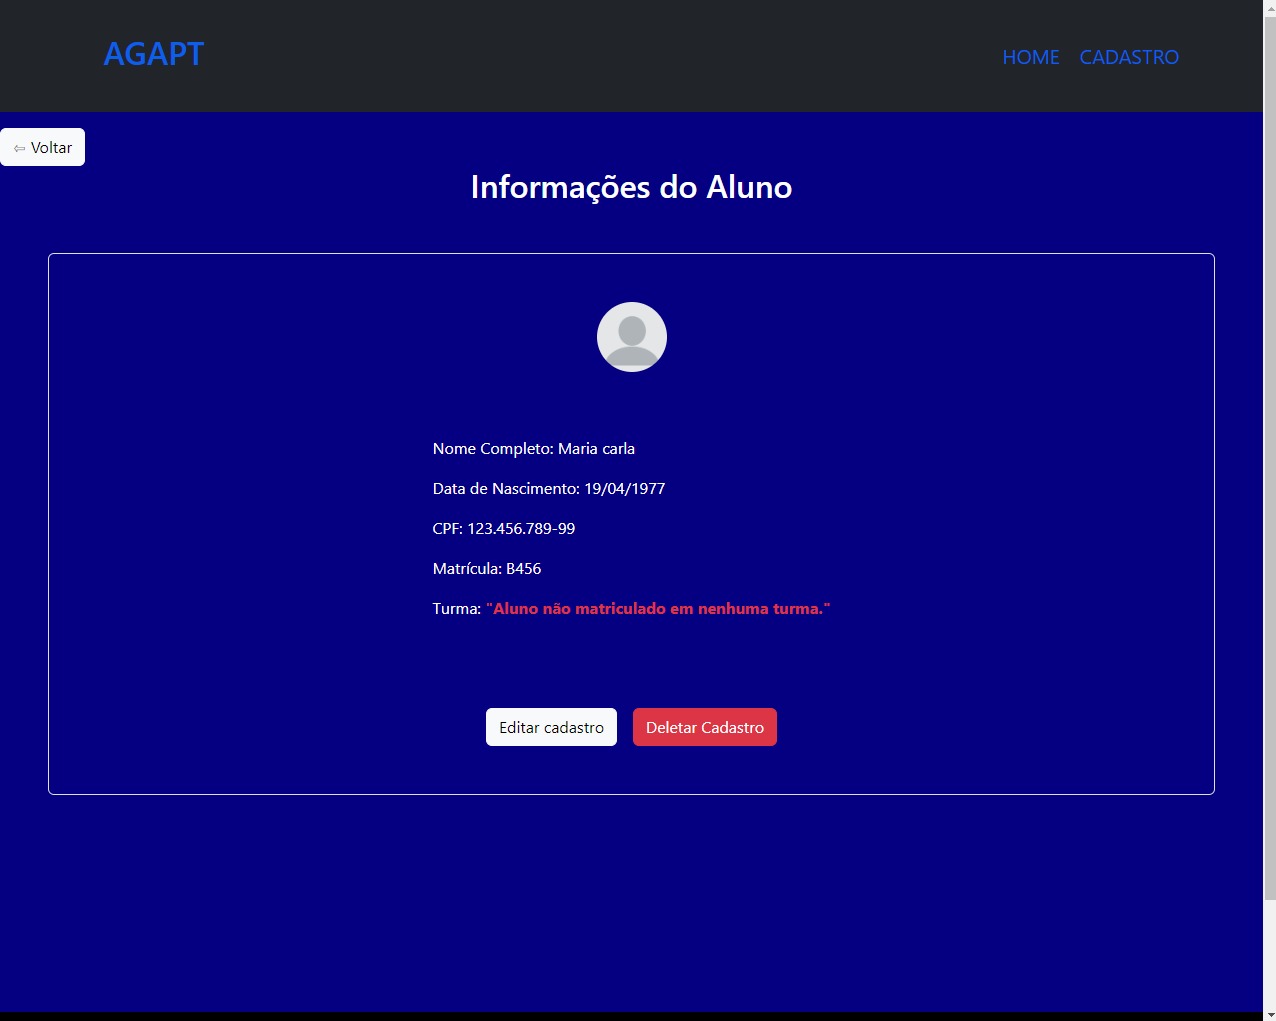 AGAPT
HOME CADASTRO
⇦ Voltar
Informações do Aluno
Nome Completo: Maria carla
Data de Nascimento: 19/04/1977
CPF: 123.456.789-99
Matrícula: B456
Turma: "Aluno não matriculado em nenhuma turma."
Editar cadastro Deletar Cadastro